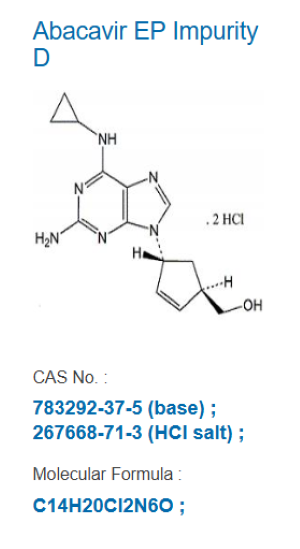 Abacavir EP Impurity
D
NH
N
N
N
N
H₂N
. 2 HCl
H
H
OH
CAS No. :
783292-37-5 (base) ;
267668-71-3 (HCl salt) ;
Molecular Formula :
C14H20Cl2N6O ;